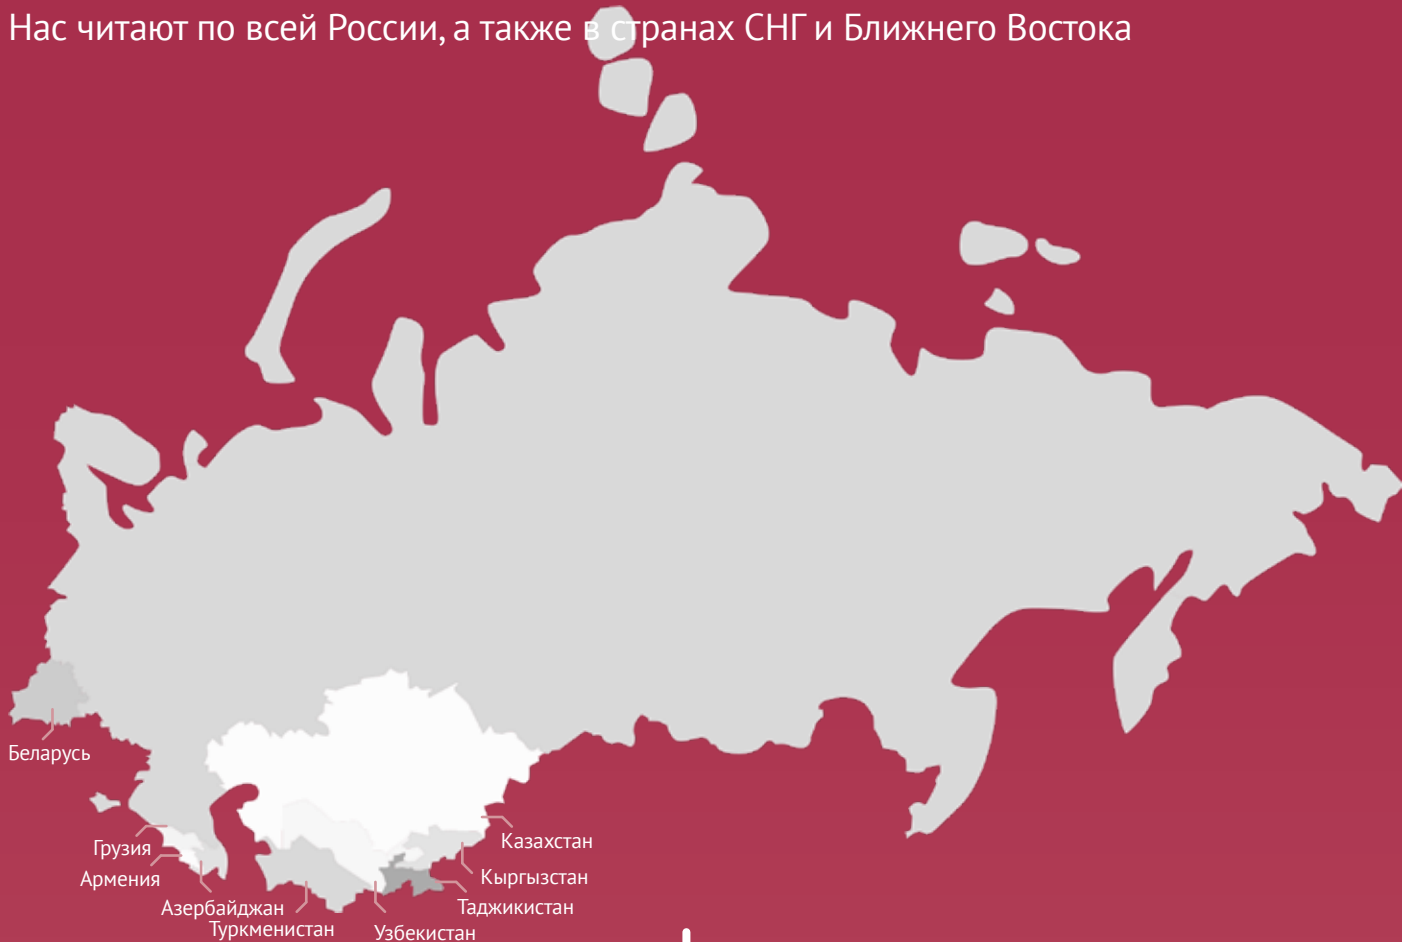 Нас читают по всей России, а также в странах СНГ и Ближнего Востока
Беларусь
Грузия
Армения
Азербайджан
Туркменистан
Узбекистан
Таджикистан
Кыргызстан
Казахстан